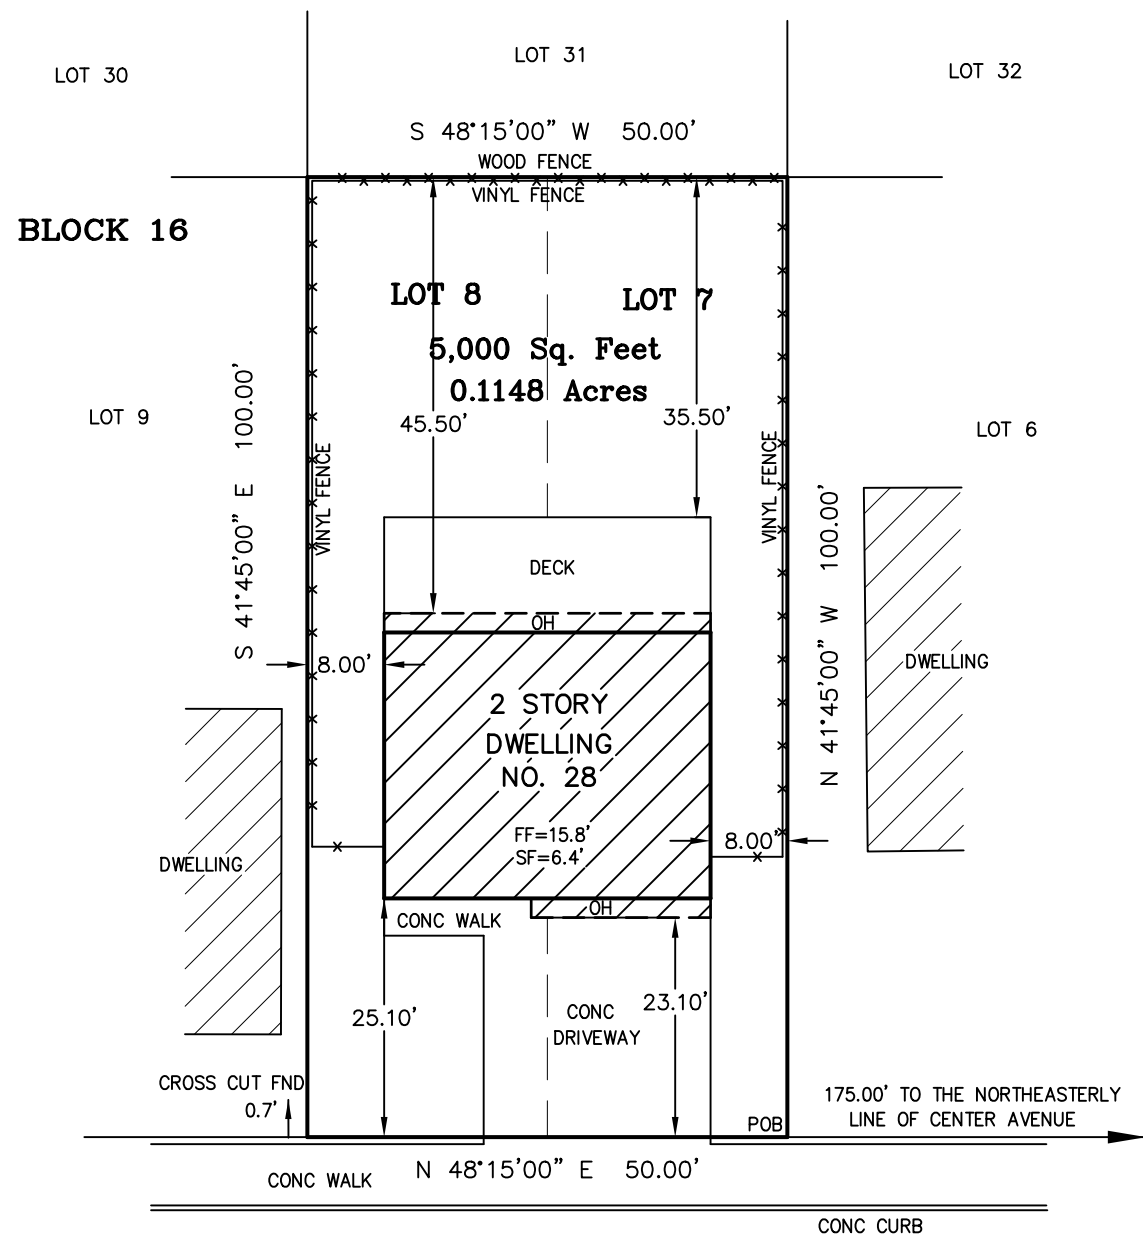 LOT 30
LOT 31
LOT 32
S 48°15'00" W 50.00'
WOOD FENCE
VINYL FENCE
BLOCK 16
LOT 8
LOT 7
5,000 Sq. Feet
0.1148 Acres
45.50'
35.50'
LOT 9
LOT 6
S 41°45'00" E 100.00'
VINYL FENCE
VINYL FENCE
N 41°45'00" W 100.00'
DECK
OH
8.00'
DWELLING
2 STORY
DWELLING
NO. 28
FF=15.8'
SF=6.4'
8.00'
DWELLING
OH
CONC WALK
25.10'
23.10'
CONC
DRIVEWAY
CROSS CUT FND
0.7'
175.00' TO THE NORTHEASTERLY
LINE OF CENTER AVENUE
POB
N 48°15'00" E 50.00'
CONC WALK
CONC CURB